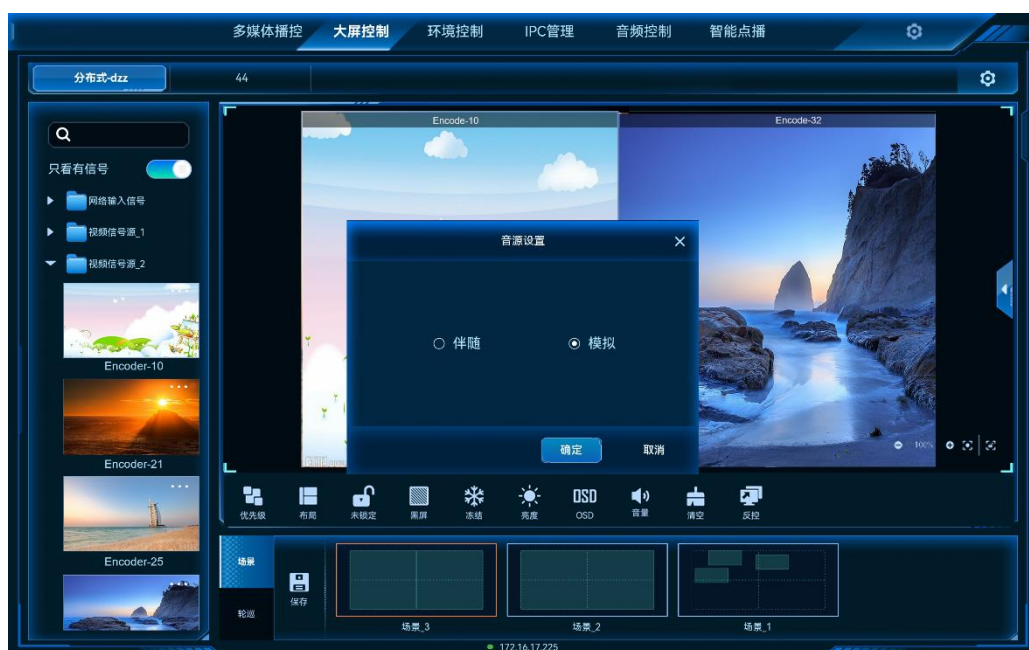 多媒体播控 大屏控制 环境控制 IPC管理 音频控制 智能点播
分布式-dzz 44
只看有信号
网络输入信号
视频信号源_1
视频信号源_2
Encoder-10
Encoder-21
Encoder-25
Encode-10 Encode-32
音源设置
伴随 模拟
确定 取消
100%
优先级 布局 未锁定 黑屏 冻结 亮度 OSD 音量 清空 反控
OSD
场景
轮巡
保存
场景_3 场景_2 场景_1
172.16.17.225